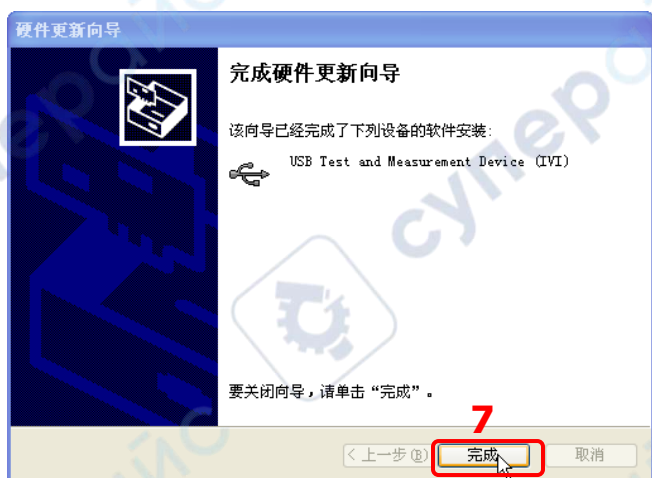 硬件更新向导
完成硬件更新向导
该向导已经完成了下列设备的软件安装:
USB Test and Measurement Device (IVI)
要关闭向导，请单击“完成”。
7
< 上一步(B)
完成
取消
супер